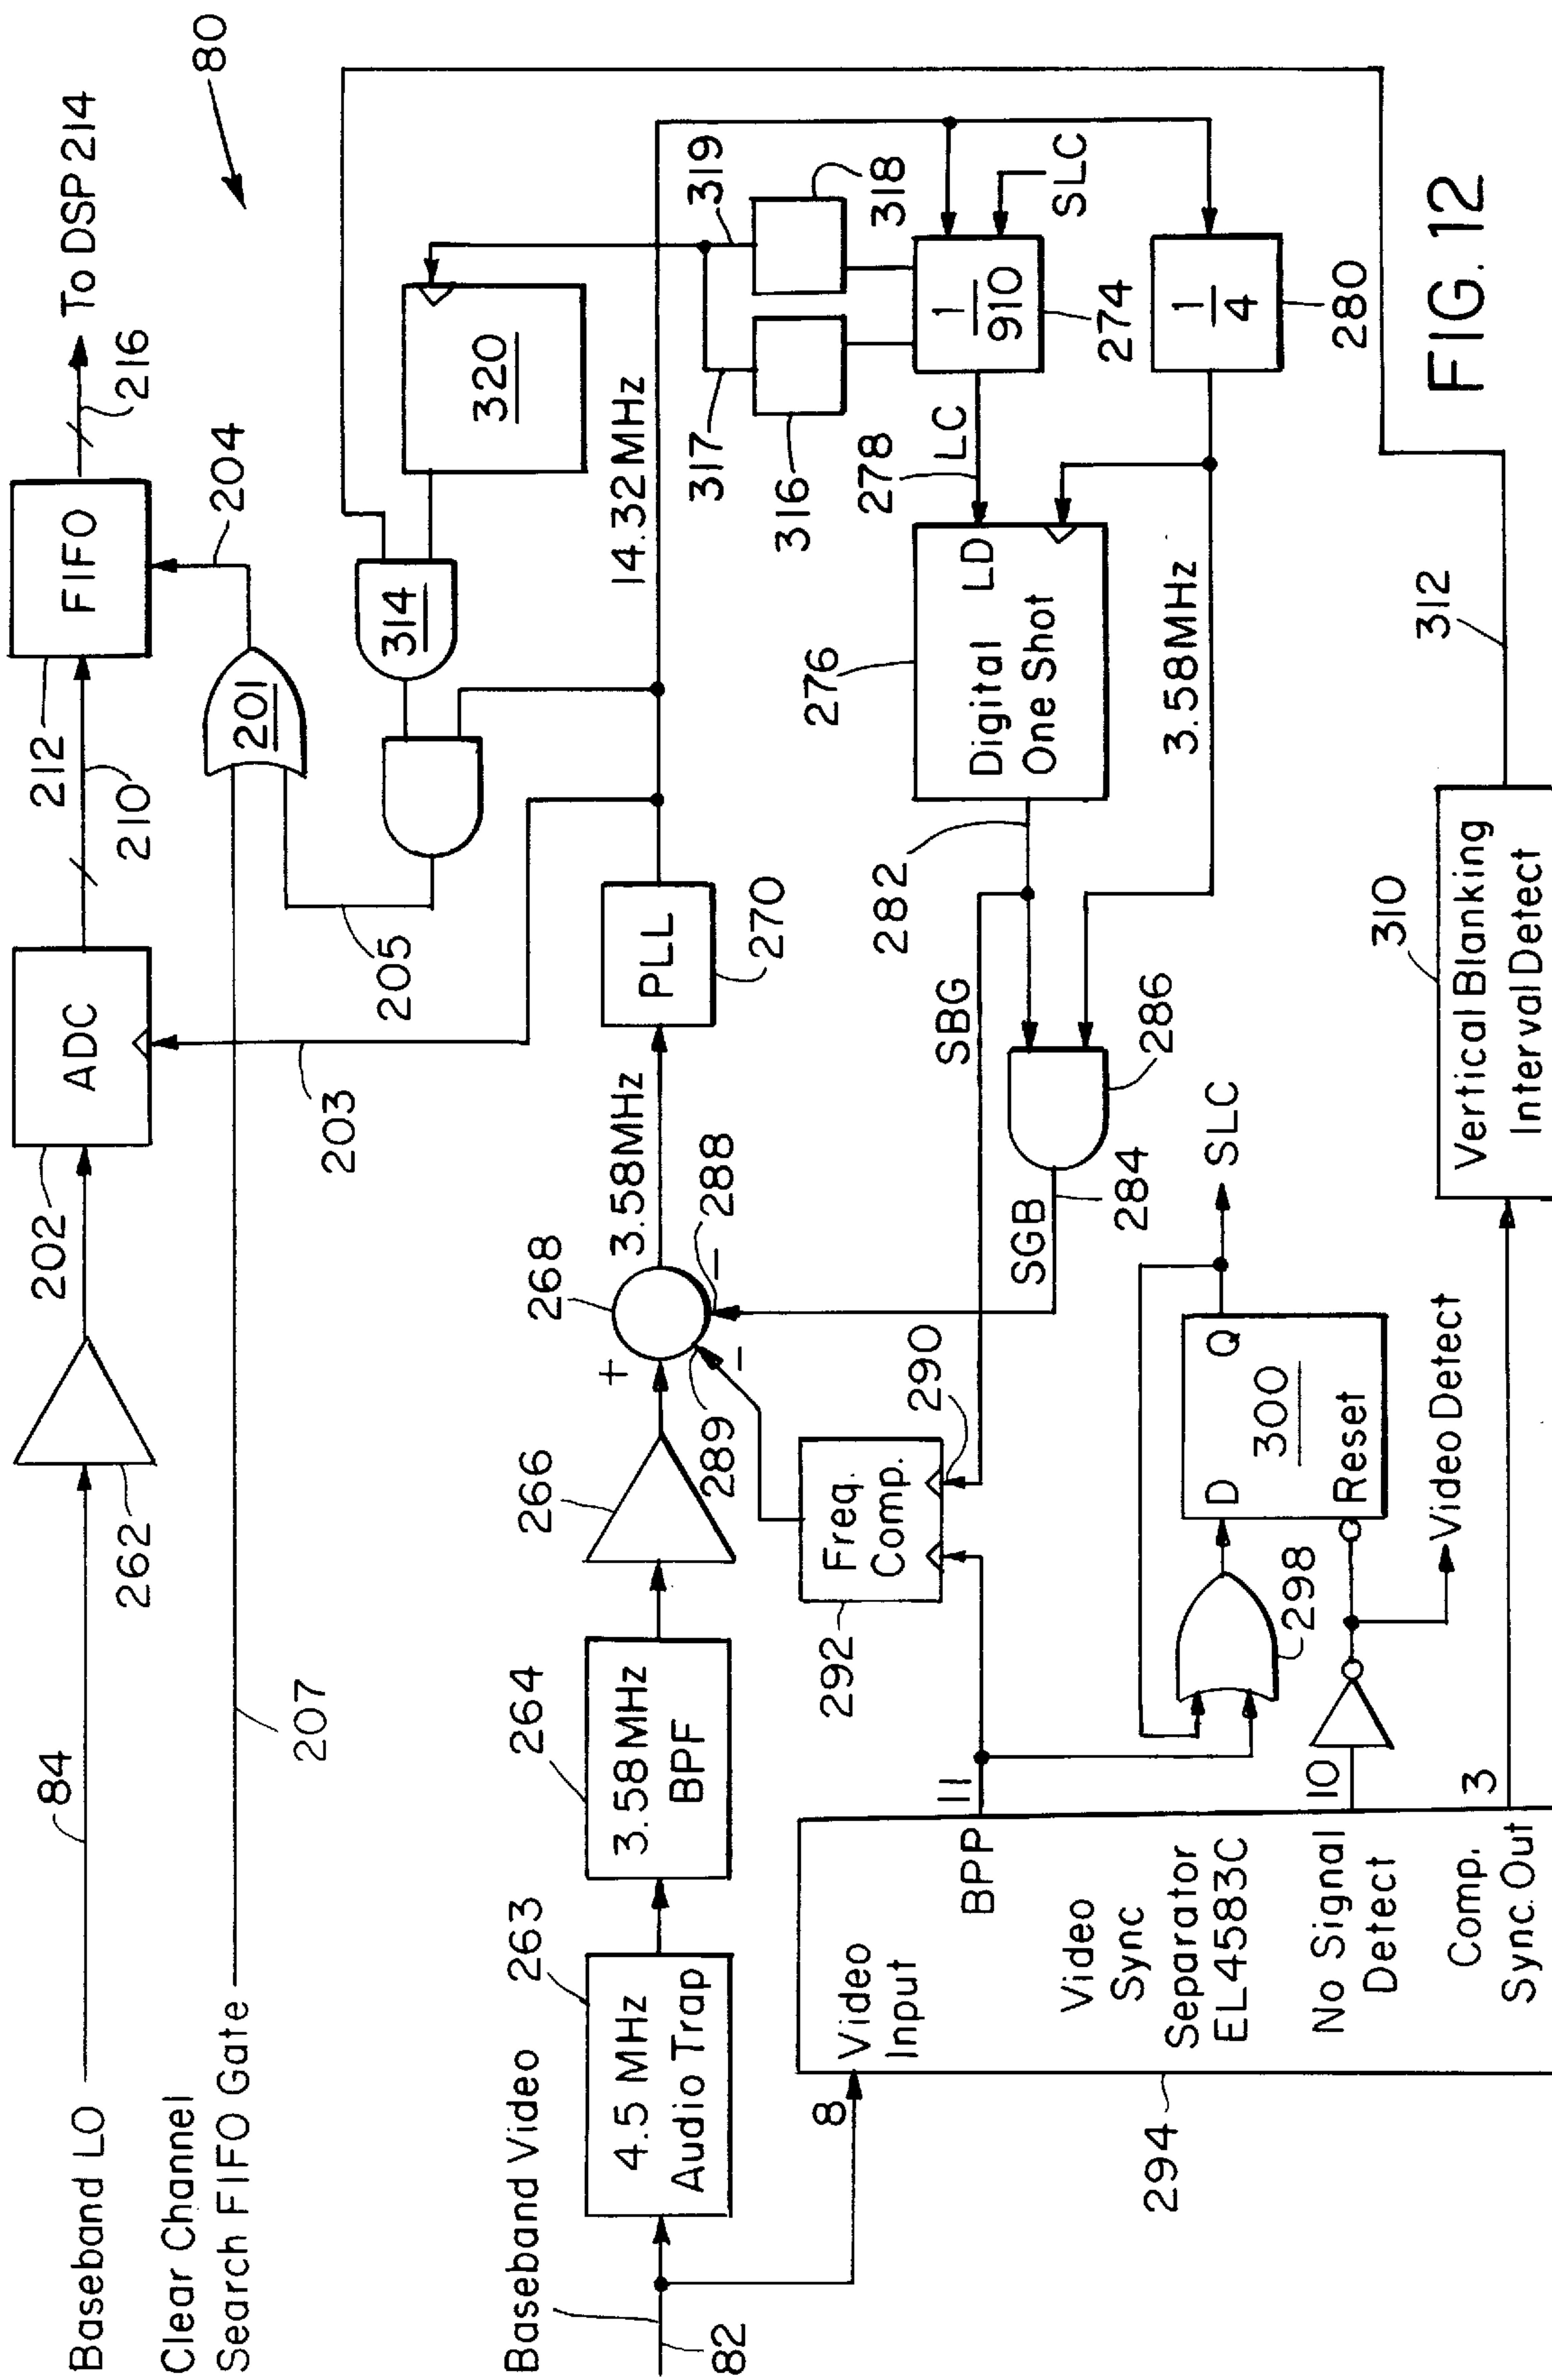 80
Baseband LO
84
262
202
ADC
210
212
FIFO
216
To DSP 214
Clear Channel
Search FIFO Gate
207
203
205
201
204
314
320
Baseband Video
82
4.5 MHz
Audio Trap
263
3.58MHz
BPF
264
266
268
+
-
-
288
289
3.58MHz
PLL
270
14.32 MHz
317
319
316
318
1
910
274
SLC
LC
278
1
4
280
276
Digital
One Shot
LD
3.58MHz
282
SBG
286
SGB
284
290
Freq.
Comp.
292
8
Video
Input
BPP
11
Video
Sync
Separator
EL4583C
No Signal
Detect
10
Comp.
Sync. Out
3
294
298
D
Q
300
Reset
SLC
Video Detect
310
Vertical Blanking
Interval Detect
312
FIG. 12